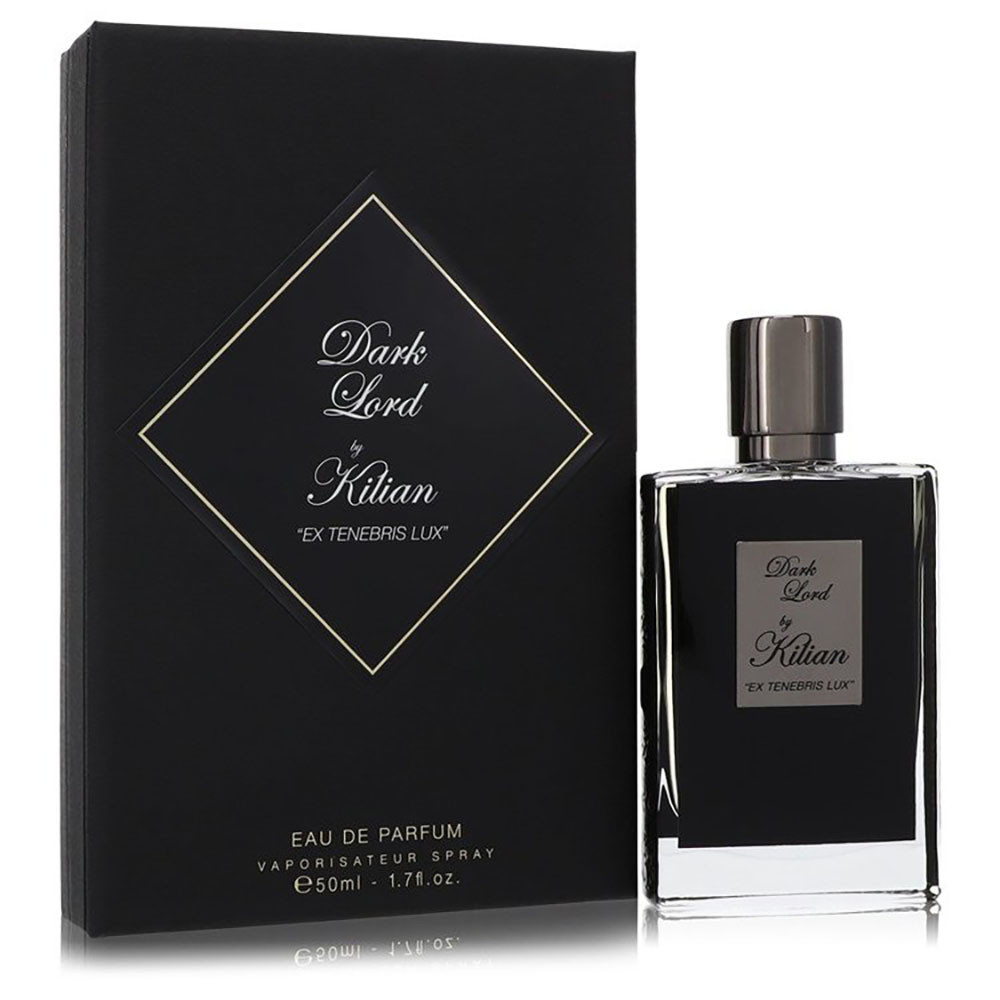 Dark
Lord
by
Kilian
"EX TENEBRIS LUX"
EAU DE PARFUM
VAPORISATEUR SPRAY
℮50ml - 1.7fl.oz.
Dark
Lord
by
Kilian
"EX TENEBRIS LUX"